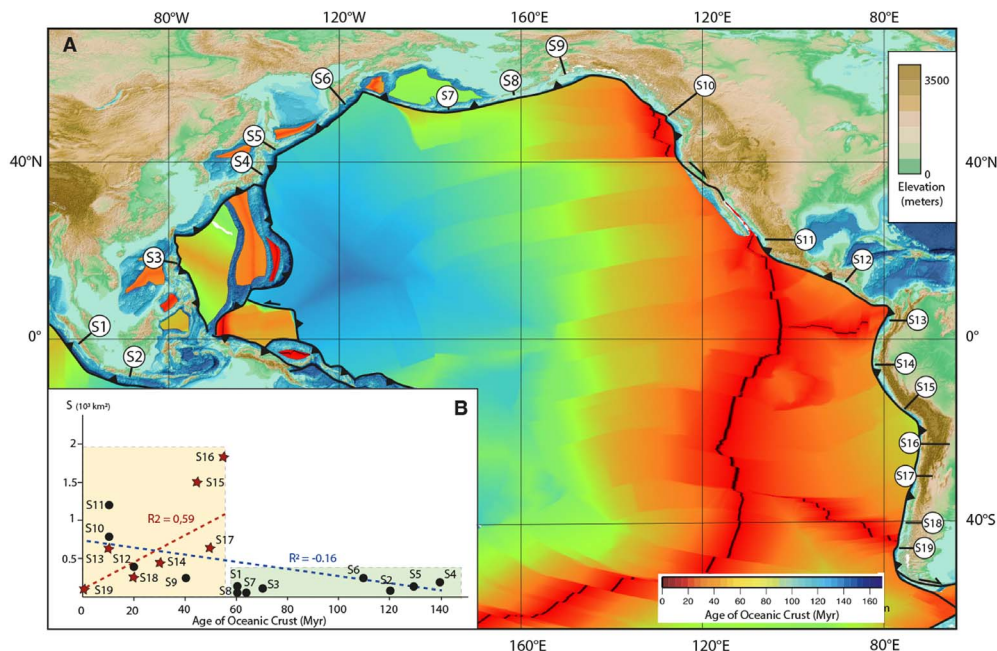 80°W 120°W 160°E 120°W 80°E
A
S9
S6
S8
S7
S10
3500
S5
40°N
S4
0
40°N
Elevation
(meters)
S11
S3
S12
S1
S13
0°
0°
S2
S14
S15
S (10³ km²)
B
2
S16
S16
S15
S17
1.5
S11
1
R2 = 0,59
S10
S17
40°S
S18
0.5
S13
S12
S14
R² = -0.16
S19
S18
S9
S1
S7
S6
S2
S5
S4
S19
S8
S3
0 20 40 60 80 100 120 140
Age of Oceanic Crust (Myr)
0 20 40 60 80 100 120 140 160
Age of Oceanic Crust (Myr)
m
160°E 120°W 80°E